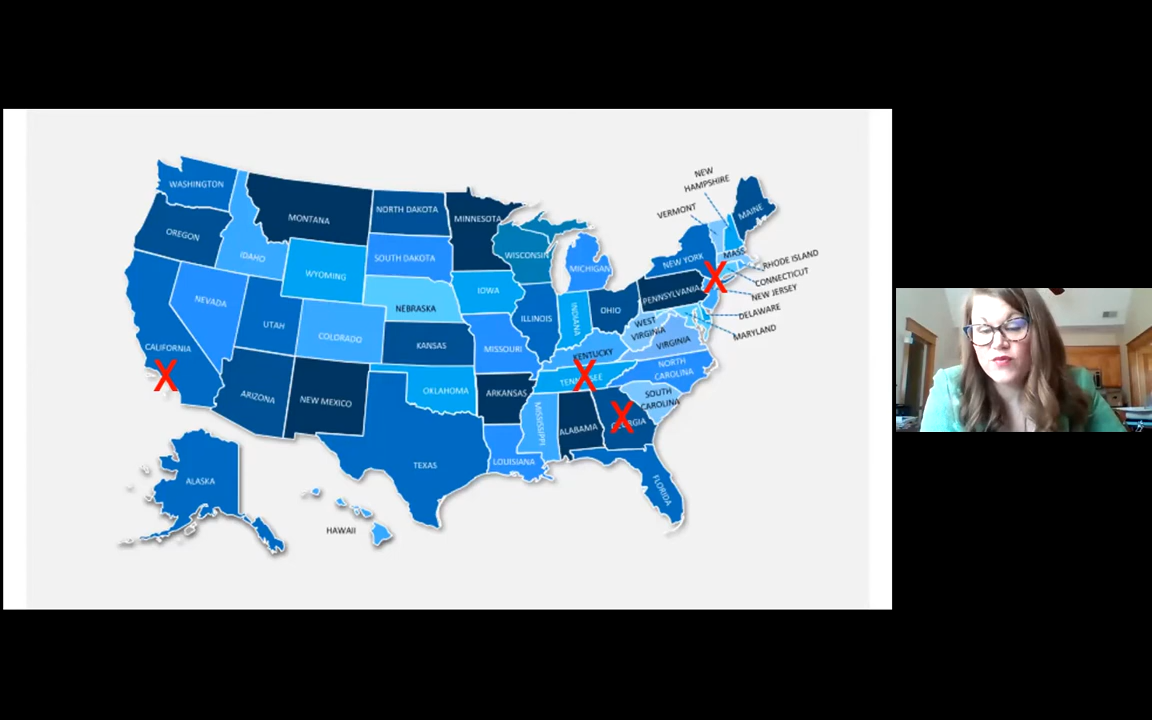 NEW
HAMPSHIRE
VERMONT
WASHINGTON
MONTANA
NORTH DAKOTA
MINNESOTA
MAINE
OREGON
IDAHO
SOUTH DAKOTA
WISCONSIN
MICHIGAN
NEW YORK
MASS
RHODE ISLAND
CONNECTICUT
NEW JERSEY
DELAWARE
MARYLAND
WYOMING
NEVADA
NEBRASKA
IOWA
PENNSYLVANIA
ILLINOIS
INDIANA
OHIO
UTAH
COLORADO
KANSAS
MISSOURI
WEST
VIRGINIA
VIRGINIA
KENTUCKY
CALIFORNIA
X
X
X
X
NORTH
CAROLINA
ARIZONA
NEW MEXICO
OKLAHOMA
ARKANSAS
SOUTH
CAROLINA
MISSISSIPPI
ALABAMA
TEXAS
LOUISIANA
FLORIDA
ALASKA
HAWAII